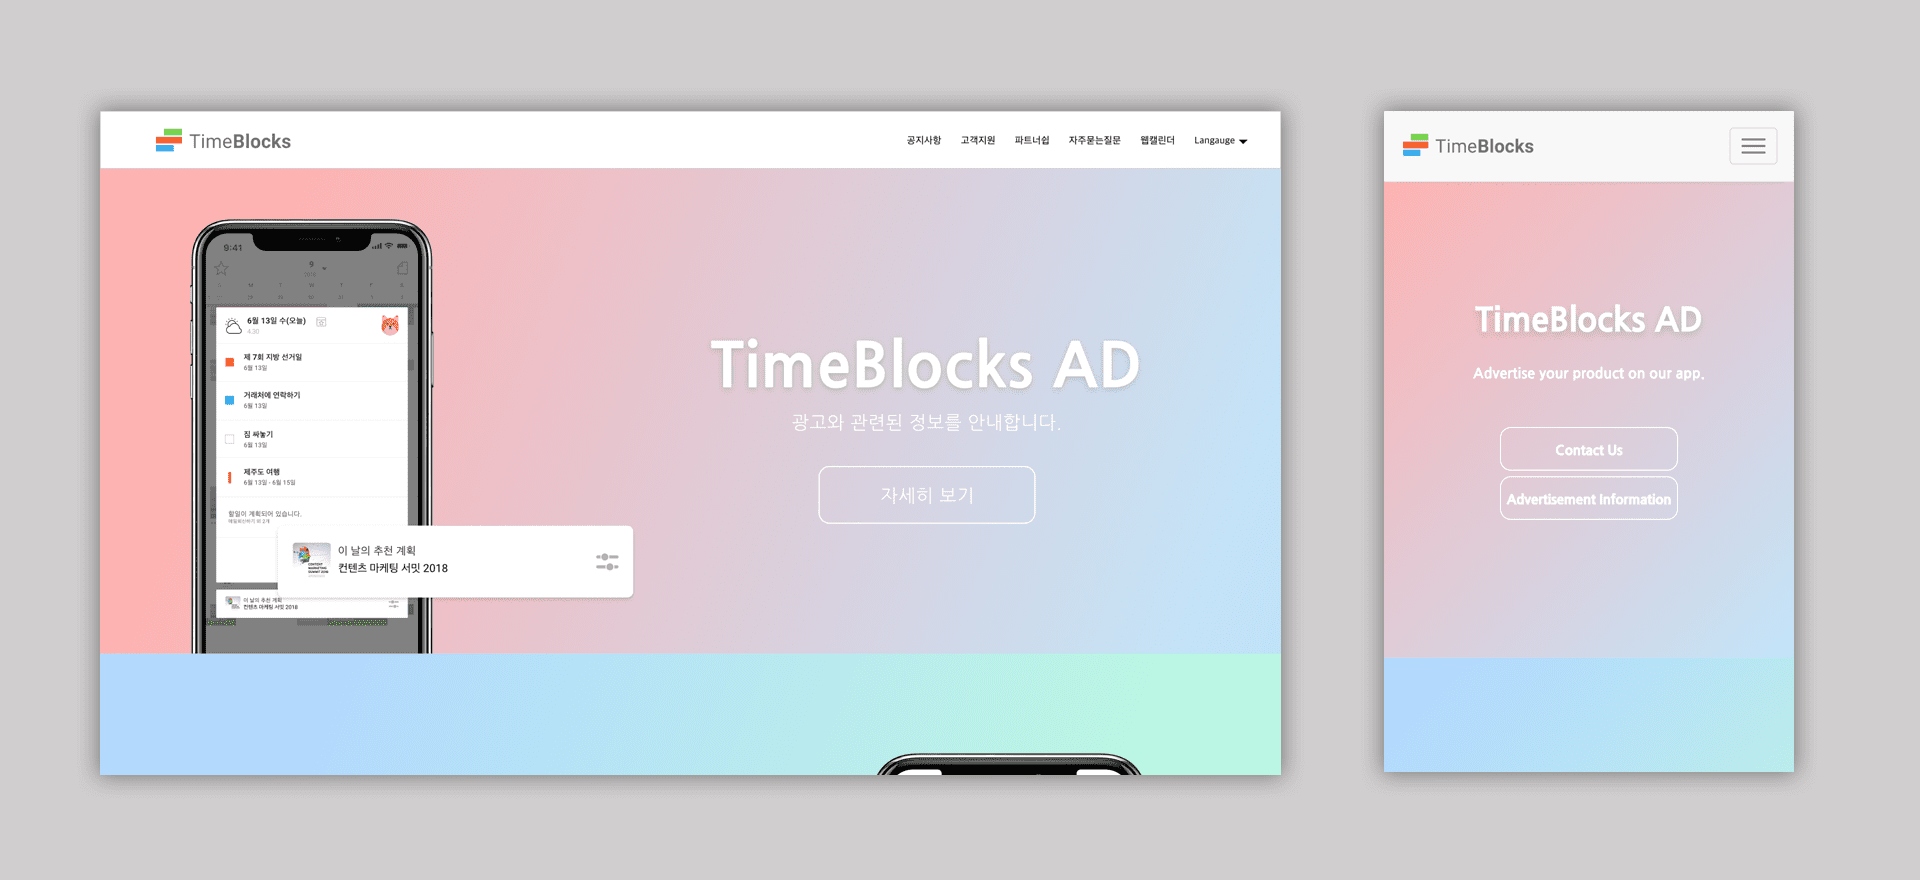 TimeBlocks
공지사항 고객지원 파트너쉽 자주묻는질문 웹캘린더 Langauge
9:41
9
6월 13일 수(오늘)
4.30
제 7회 지방 선거일
6월 13일
거래처에 연락하기
6월 13일
짐 싸놓기
6월 13일
제주도 여행
6월 13일 - 6월 15일
할일이 계획되어 있습니다.
이 날의 추천 계획
컨텐츠 마케팅 서밋 2018
이 날의 추천 계획
컨텐츠 마케팅 서밋 2018
CONTENT
MARKETING
SUMMIT 2018
TimeBlocks AD
광고와 관련된 정보를 안내합니다.
자세히 보기
TimeBlocks
TimeBlocks AD
Advertise your product on our app.
Contact Us
Advertisement Information